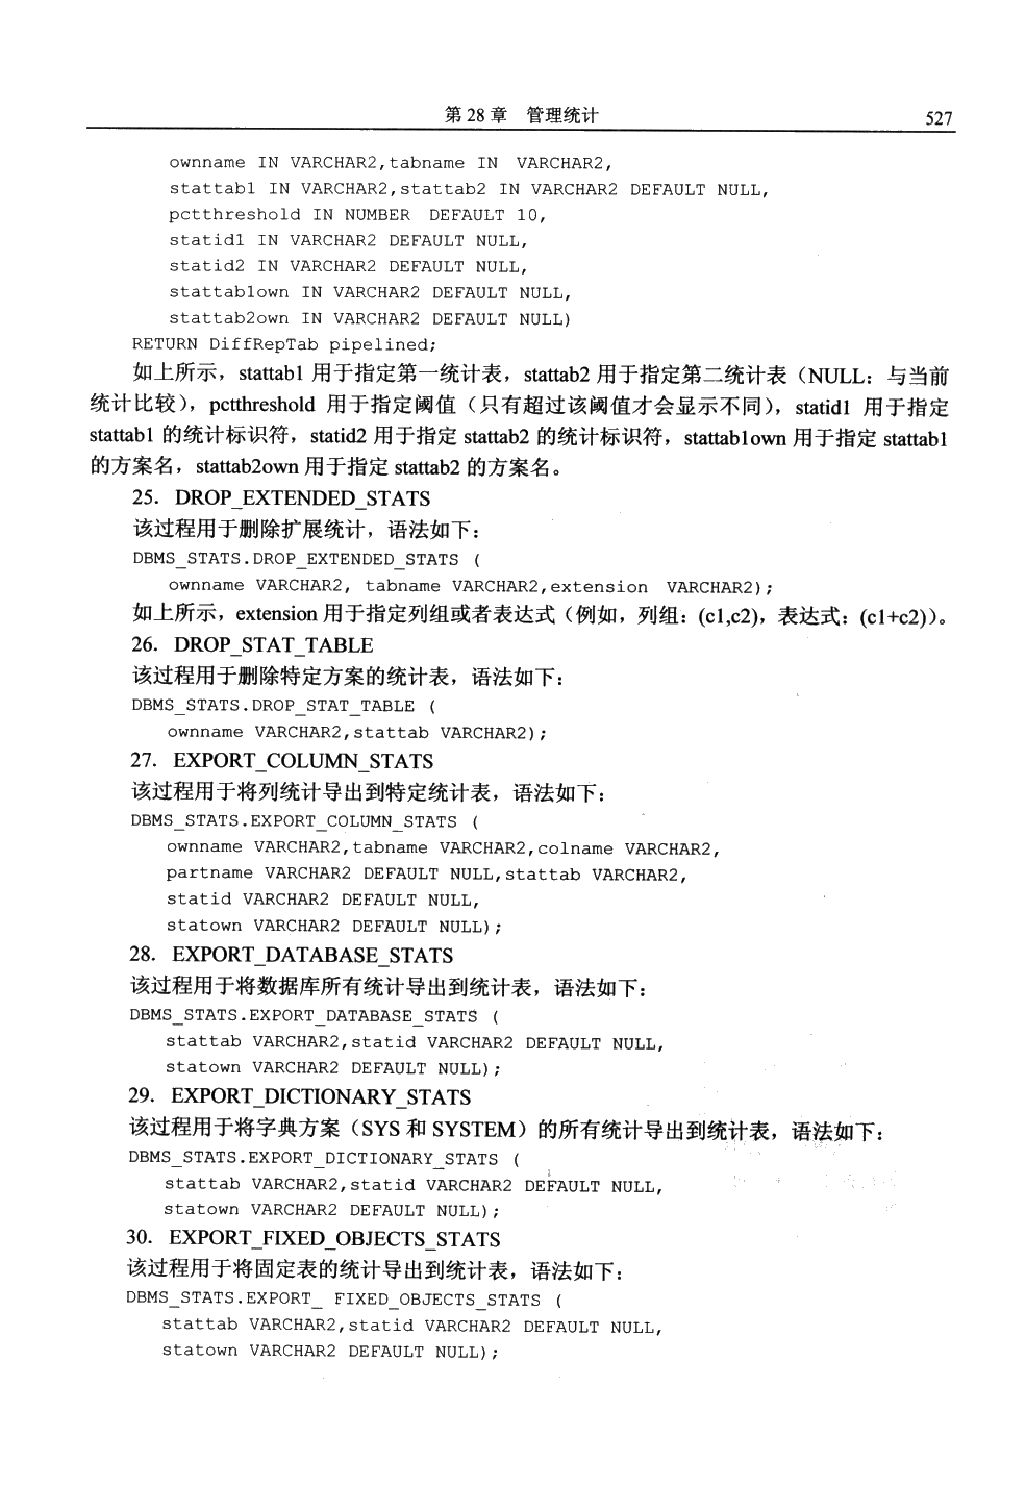 第 28 章　管理统计 527
ownname IN VARCHAR2,tabname IN  VARCHAR2,
stattab1 IN VARCHAR2,stattab2 IN VARCHAR2 DEFAULT NULL,
pctthreshold IN NUMBER  DEFAULT 10,
statid1 IN VARCHAR2 DEFAULT NULL,
statid2 IN VARCHAR2 DEFAULT NULL,
stattab1own IN VARCHAR2 DEFAULT NULL,
stattab2own IN VARCHAR2 DEFAULT NULL)
RETURN DiffRepTab pipelined;
如上所示，stattab1 用于指定第一统计表，stattab2 用于指定第二统计表（NULL：与当前
统计比较），pctthreshold 用于指定阈值（只有超过该阈值才会显示不同），statid1 用于指定
stattab1 的统计标识符，statid2 用于指定 stattab2 的统计标识符，stattab1own 用于指定 stattab1
的方案名，stattab2own 用于指定 stattab2 的方案名。
25．DROP_EXTENDED_STATS
该过程用于删除扩展统计，语法如下：
DBMS_STATS.DROP_EXTENDED_STATS (
ownname VARCHAR2, tabname VARCHAR2,extension  VARCHAR2);
如上所示，extension 用于指定列组或者表达式（例如，列组：(c1,c2)，表达式：(c1+c2)）。
26．DROP_STAT_TABLE
该过程用于删除特定方案的统计表，语法如下：
DBMS_STATS.DROP_STAT_TABLE (
ownname VARCHAR2,stattab VARCHAR2);
27．EXPORT_COLUMN_STATS
该过程用于将列统计导出到特定统计表，语法如下：
DBMS_STATS.EXPORT_COLUMN_STATS (
ownname VARCHAR2,tabname VARCHAR2,colname VARCHAR2,
partname VARCHAR2 DEFAULT NULL,stattab VARCHAR2,
statid VARCHAR2 DEFAULT NULL,
statown VARCHAR2 DEFAULT NULL);
28．EXPORT_DATABASE_STATS
该过程用于将数据库所有统计导出到统计表，语法如下：
DBMS_STATS.EXPORT_DATABASE_STATS (
stattab VARCHAR2,statid VARCHAR2 DEFAULT NULL,
statown VARCHAR2 DEFAULT NULL);
29．EXPORT_DICTIONARY_STATS
该过程用于将字典方案（SYS 和 SYSTEM）的所有统计导出到统计表，语法如下：
DBMS_STATS.EXPORT_DICTIONARY_STATS (
stattab VARCHAR2,statid VARCHAR2 DEFAULT NULL,
statown VARCHAR2 DEFAULT NULL);
30．EXPORT_FIXED_OBJECTS_STATS
该过程用于将固定表的统计导出到统计表，语法如下：
DBMS_STATS.EXPORT_ FIXED_OBJECTS_STATS (
stattab VARCHAR2,statid VARCHAR2 DEFAULT NULL,
statown VARCHAR2 DEFAULT NULL);